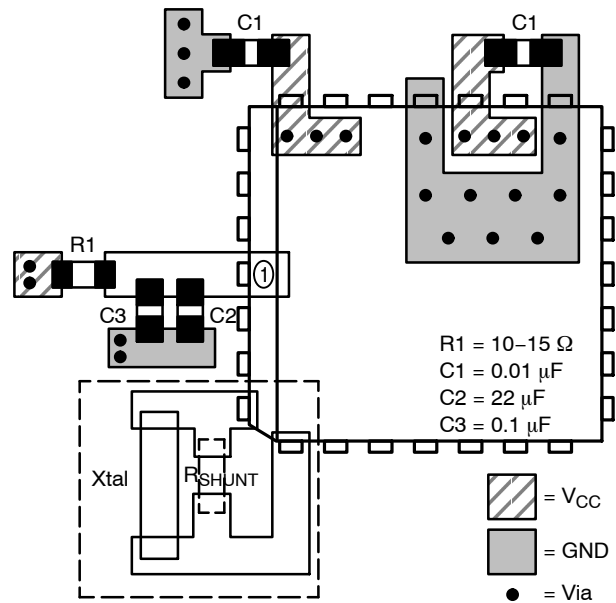 C1
C1
R1
1
C3
C2
R1 = 10–15 Ω
C1 = 0.01 μF
C2 = 22 μF
C3 = 0.1 μF
Xtal
RSHUNT
= VCC
= GND
= Via